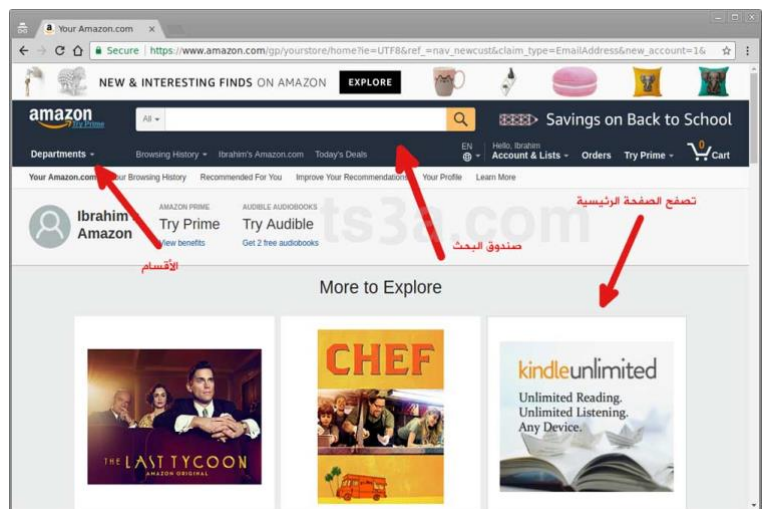 Your Amazon.com
Secure | https://www.amazon.com/gp/yourstore/home?ie=UTF8&ref_=nav_newcust&claim_type=EmailAddress&new_account=1&
NEW & INTERESTING FINDS ON AMAZON EXPLORE
amazon
Try Prime
All
Savings on Back to School
Departments
Browsing History
Ibrahim's Amazon.com
Today's Deals
EN
Hello, Ibrahim
Account & Lists
Orders
Try Prime
0
Cart
Your Amazon.com
Your Browsing History
Recommended For You
Improve Your Recommendations
Your Profile
Learn More
تصفح الصفحة الرئيسية
Ibrahim
Amazon
AMAZON PRIME
Try Prime
View benefits
AUDIBLE AUDIOBOOKS
Try Audible
Get 2 free audiobooks
ts3a.com
صندوق البحث
الأقسام
More to Explore
THE LAST TYCOON
AMAZON ORIGINAL
CHEF
kindleunlimited
Unlimited Reading.
Unlimited Listening.
Any Device.